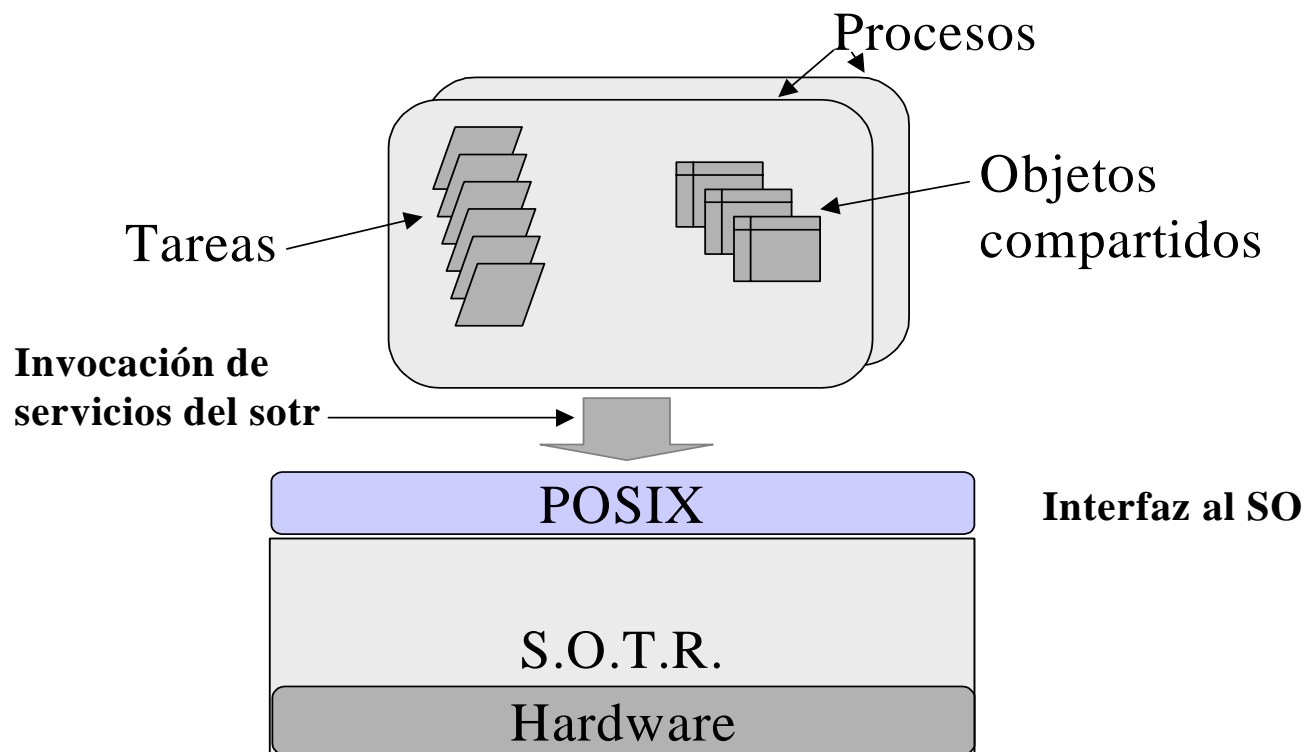 Procesos
Objetos
compartidos
Tareas
Invocación de
servicios del sotr
POSIX
Interfaz al SO
S.O.T.R.
Hardware